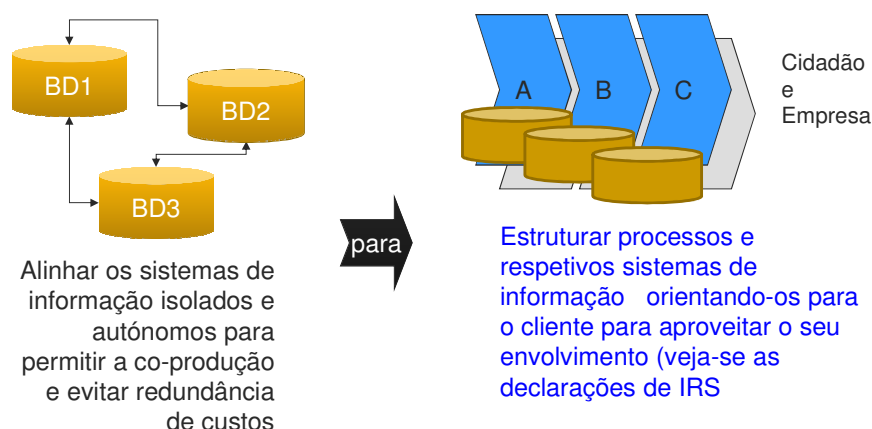 BD1
BD2
BD3
Alinhar os sistemas de
informação isolados e
autónomos para
permitir a co-produção
e evitar redundância
de custos
para
A
B
C
Cidadão
e
Empresa
Estruturar processos e
respetivos sistemas de
informação orientando-os para
o cliente para aproveitar o seu
envolvimento (veja-se as
declarações de IRS